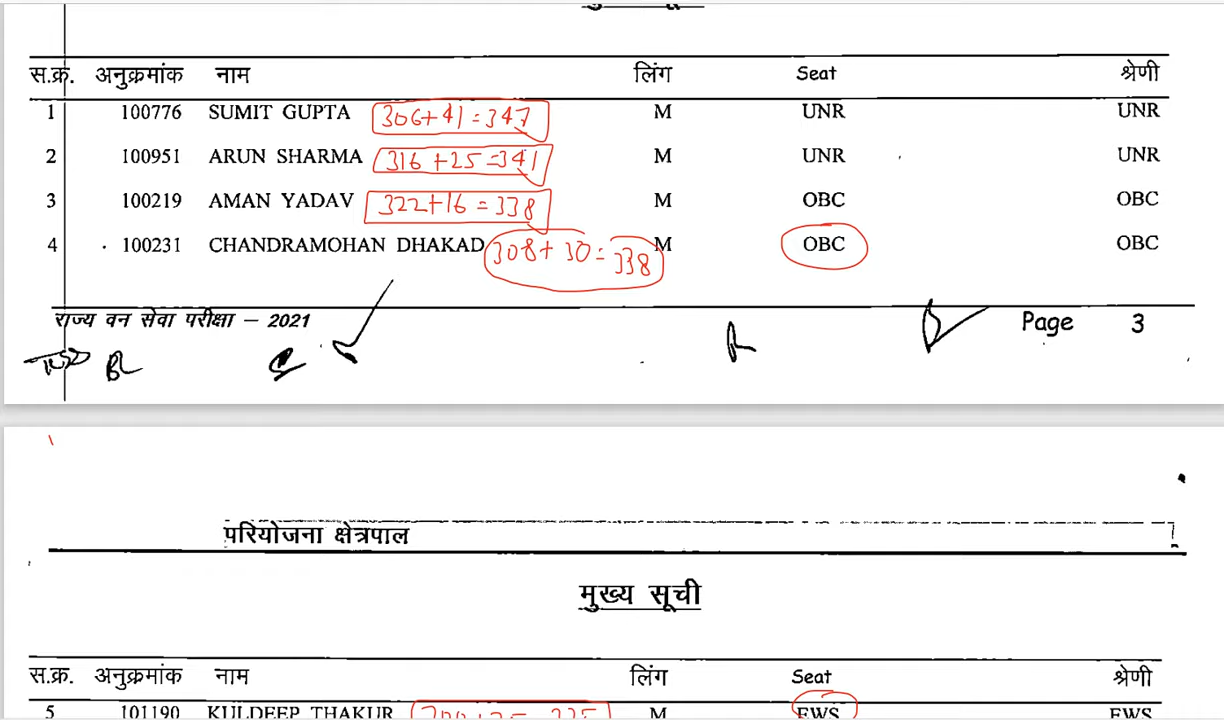 स.क्र. अनुक्रमांक नाम लिंग Seat श्रेणी
1 100776 SUMIT GUPTA 306+41=347 M UNR UNR
2 100951 ARUN SHARMA 316+25=341 M UNR UNR
3 100219 AMAN YADAV 322+16=338 M OBC OBC
4 100231 CHANDRAMOHAN DHAKAD 308+30=338 M OBC OBC
राज्य वन सेवा परीक्षा – 2021 Page 3
परियोजना क्षेत्रपाल
मुख्य सूची
स.क्र. अनुक्रमांक नाम लिंग Seat श्रेणी
5 101190 KULDEEP THAKUR M EWS EWS